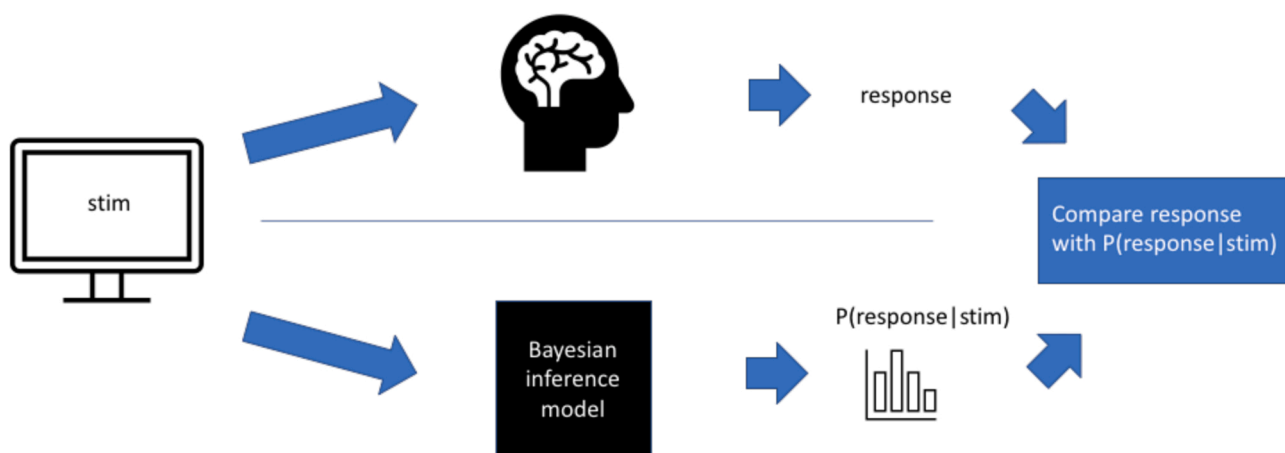 stim
response
Compare response
with P(response|stim)
Bayesian
inference
model
P(response|stim)